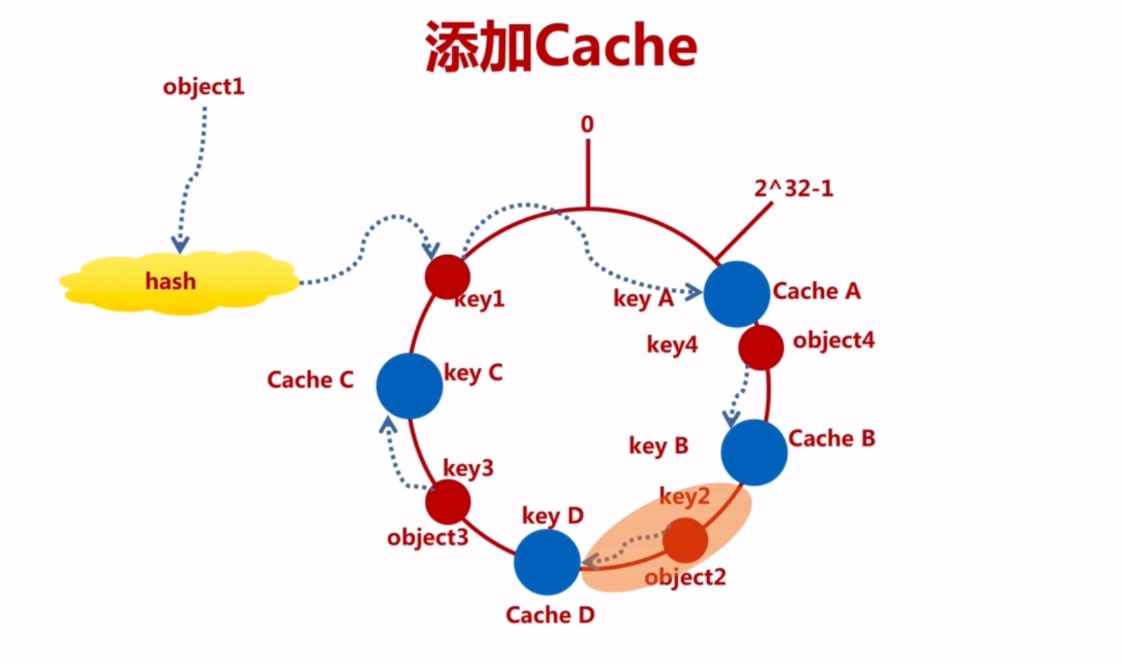 添加Cache
object1
0
2^32-1
hash
key1
key A
Cache A
key4
object4
Cache C
key C
key B
Cache B
key3
key2
object3
key D
object2
Cache D